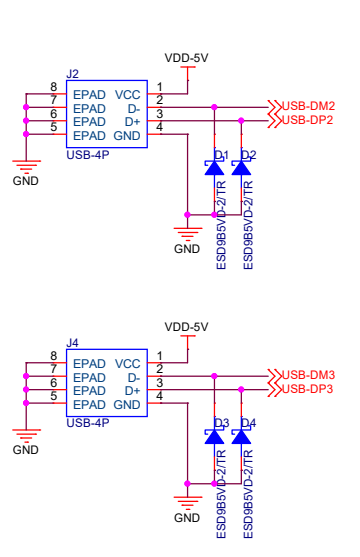 VDD-5V
J2
8 EPAD VCC 1
7 EPAD D- 2 USB-DM2
6 EPAD D+ 3 USB-DP2
5 EPAD GND 4
USB-4P
D1 D2
GND
GND
ESD9B5VD-2/TR
ESD9B5VD-2/TR
VDD-5V
J4
8 EPAD VCC 1
7 EPAD D- 2 USB-DM3
6 EPAD D+ 3 USB-DP3
5 EPAD GND 4
USB-4P
D3 D4
GND
GND
ESD9B5VD-2/TR
ESD9B5VD-2/TR